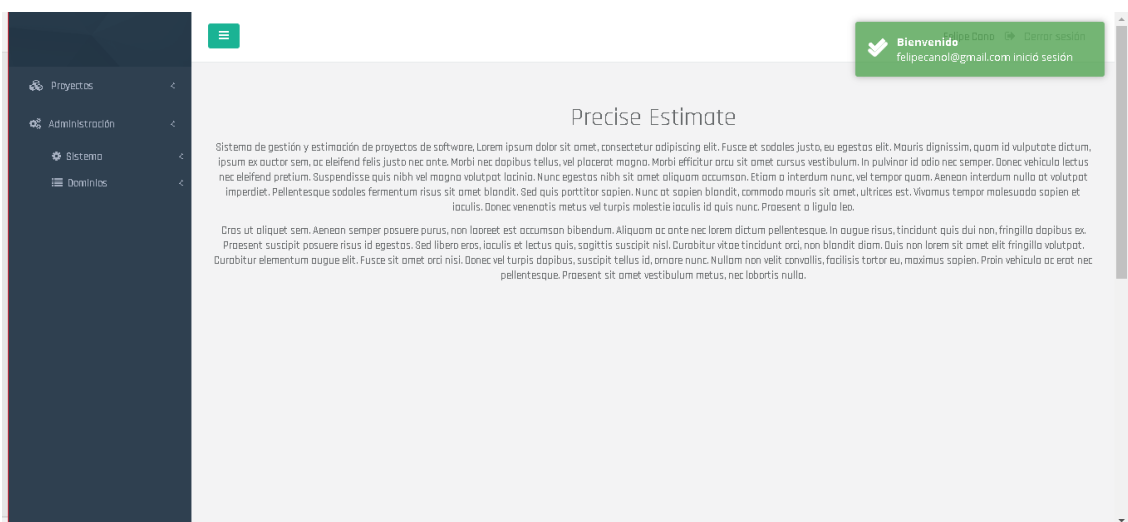 Felipe Cano Cerrar sesión
Bienvenido
felipecanol@gmail.com inició sesión
Proyectos
Administración
Sistema
Dominios
Precise Estimate
Sistema de gestión y estimación de proyectos de software, Lorem ipsum dolor sit amet, consectetur adipiscing elit. Fusce et sodales justo, eu egestas elit. Mauris dignissim, quam id vulputate dictum,
ipsum ex auctor sem, ac eleifend felis justo nec ante. Morbi nec dapibus tellus, vel placerat magna. Morbi efficitur arcu sit amet cursus vestibulum. In pulvinar id odio nec semper. Donec vehicula lectus
nec eleifend pretium. Suspendisse quis nibh vel magna volutpat lacinia. Nunc egestas nibh sit amet aliquam accumsan. Etiam a interdum nunc, vel tempor quam. Aenean interdum nulla at volutpat
imperdiet. Pellentesque sodales fermentum risus sit amet blandit. Sed quis porttitor sapien. Nunc at sapien blandit, commodo mauris sit amet, ultrices est. Vivamus tempor malesuada sapien et
iaculis. Donec venenatis metus vel turpis molestie iaculis id quis nunc. Praesent a ligula leo.
Cras ut aliquet sem. Aenean semper posuere purus, non laoreet est accumsan bibendum. Aliquam ac ante nec lorem dictum pellentesque. In augue risus, tincidunt quis dui non, fringilla dapibus ex.
Praesent suscipit posuere risus id egestas. Sed libero eros, iaculis et lectus quis, sagittis suscipit nisl. Curabitur vitae tincidunt orci, non blandit diam. Duis non lorem sit amet elit fringilla volutpat.
Curabitur elementum augue elit. Fusce sit amet orci nisi. Donec vel turpis dapibus, suscipit tellus id, ornare nunc. Nullam non velit convallis, facilisis tortor eu, maximus sapien. Proin vehicula ac erat nec
pellentesque. Praesent sit amet vestibulum metus, nec lobortis nulla.